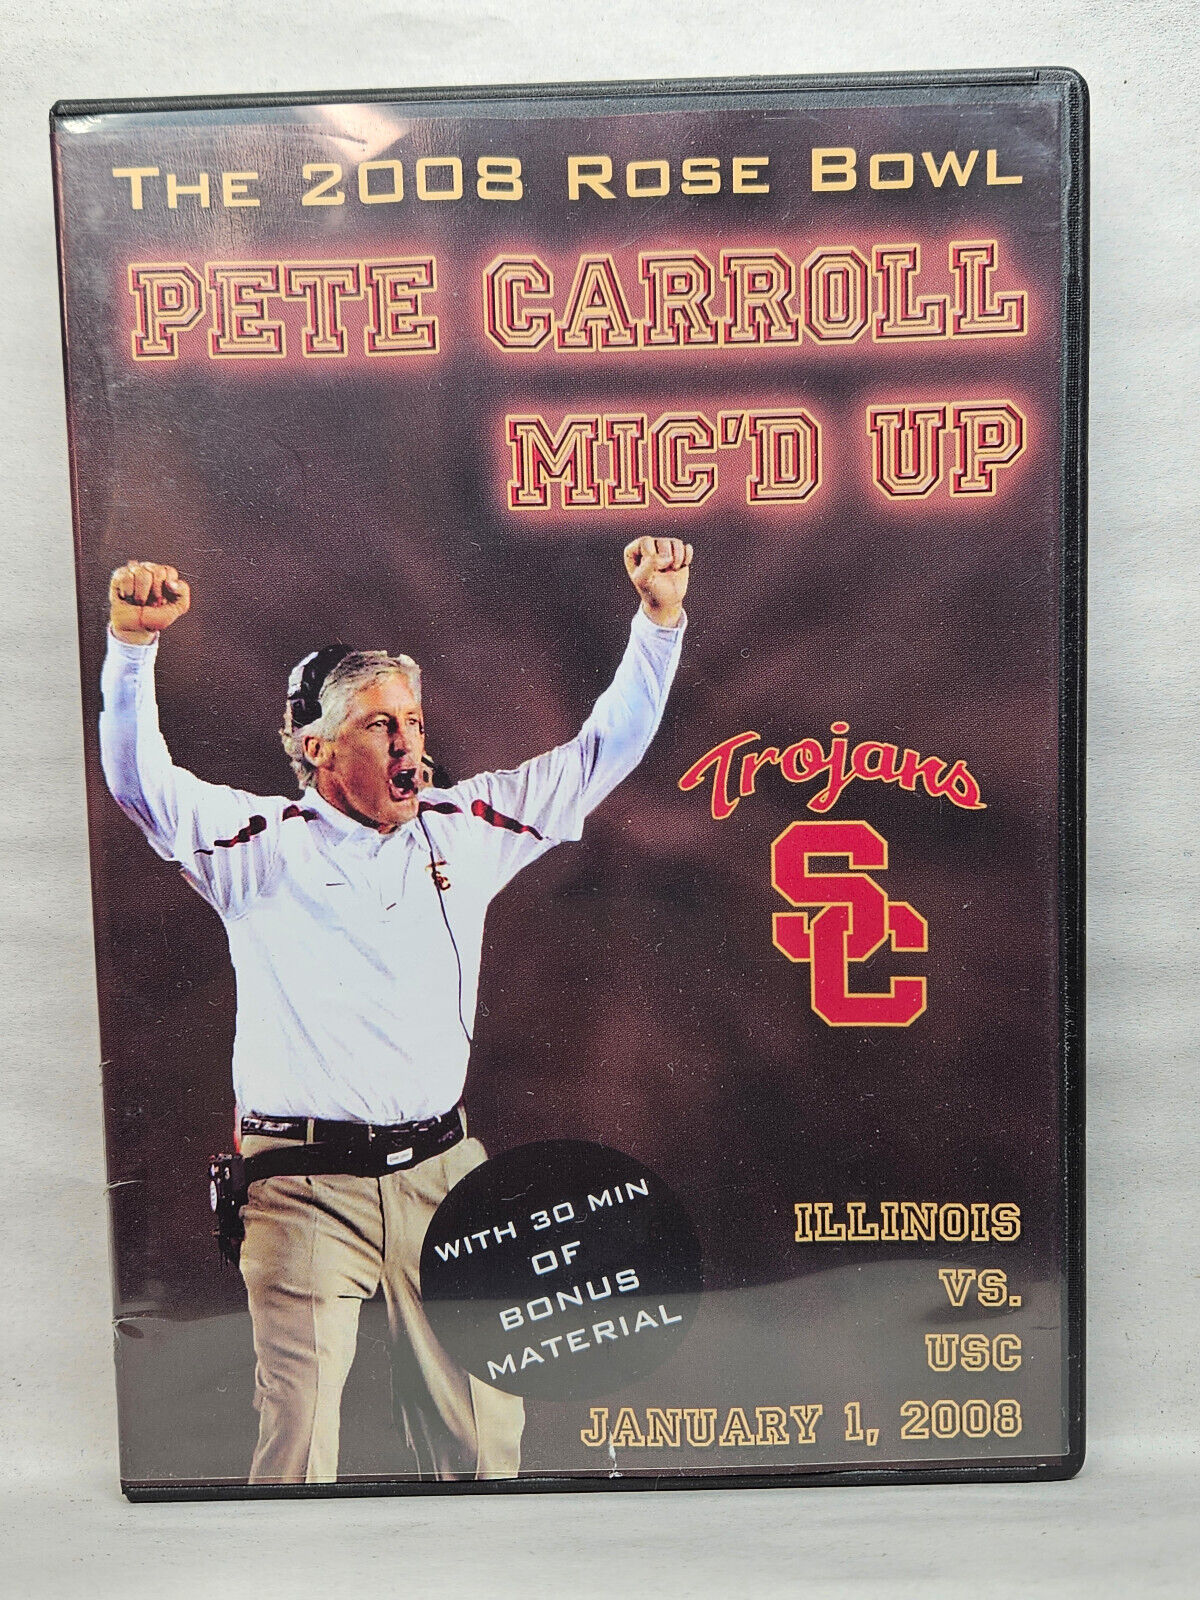 THE 2008 ROSE BOWL
PETE CARROLL
MIC'D UP
Trojans
SC
SC
WITH 30 MIN
OF
BONUS
MATERIAL
ILLINOIS
VS.
USC
JANUARY 1, 2008